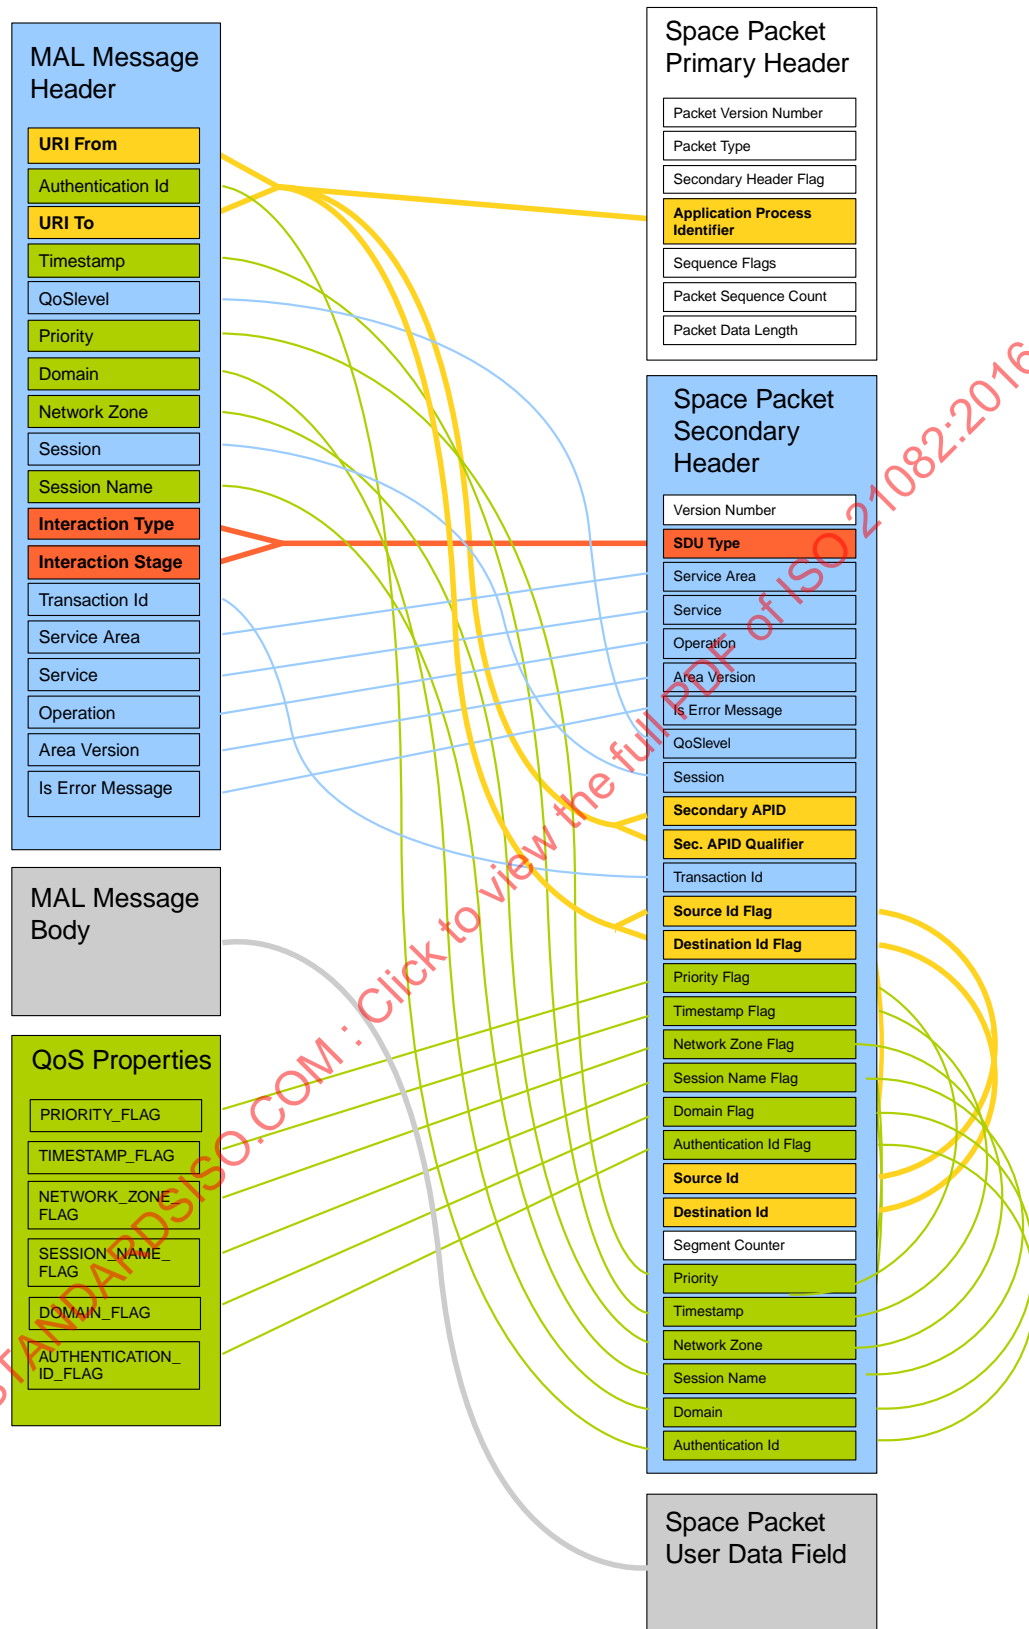 MAL Message
Header
URI From
Authentication Id
URI To
Timestamp
QoSlevel
Priority
Domain
Network Zone
Session
Session Name
Interaction Type
Interaction Stage
Transaction Id
Service Area
Service
Operation
Area Version
Is Error Message
MAL Message
Body
QoS Properties
PRIORITY_FLAG
TIMESTAMP_FLAG
NETWORK_ZONE_
FLAG
SESSION_NAME_
FLAG
DOMAIN_FLAG
AUTHENTICATION_
ID_FLAG
Space Packet
Primary Header
Packet Version Number
Packet Type
Secondary Header Flag
Application Process
Identifier
Sequence Flags
Packet Sequence Count
Packet Data Length
Space Packet
Secondary
Header
Version Number
SDU Type
Service Area
Service
Operation
Area Version
Is Error Message
QoSlevel
Session
Secondary APID
Sec. APID Qualifier
Transaction Id
Source Id Flag
Destination Id Flag
Priority Flag
Timestamp Flag
Network Zone Flag
Session Name Flag
Domain Flag
Authentication Id Flag
Source Id
Destination Id
Segment Counter
Priority
Timestamp
Network Zone
Session Name
Domain
Authentication Id
Space Packet
User Data Field
STANDARDSISO.COM : Click to view the full PDF of ISO 21082:2016